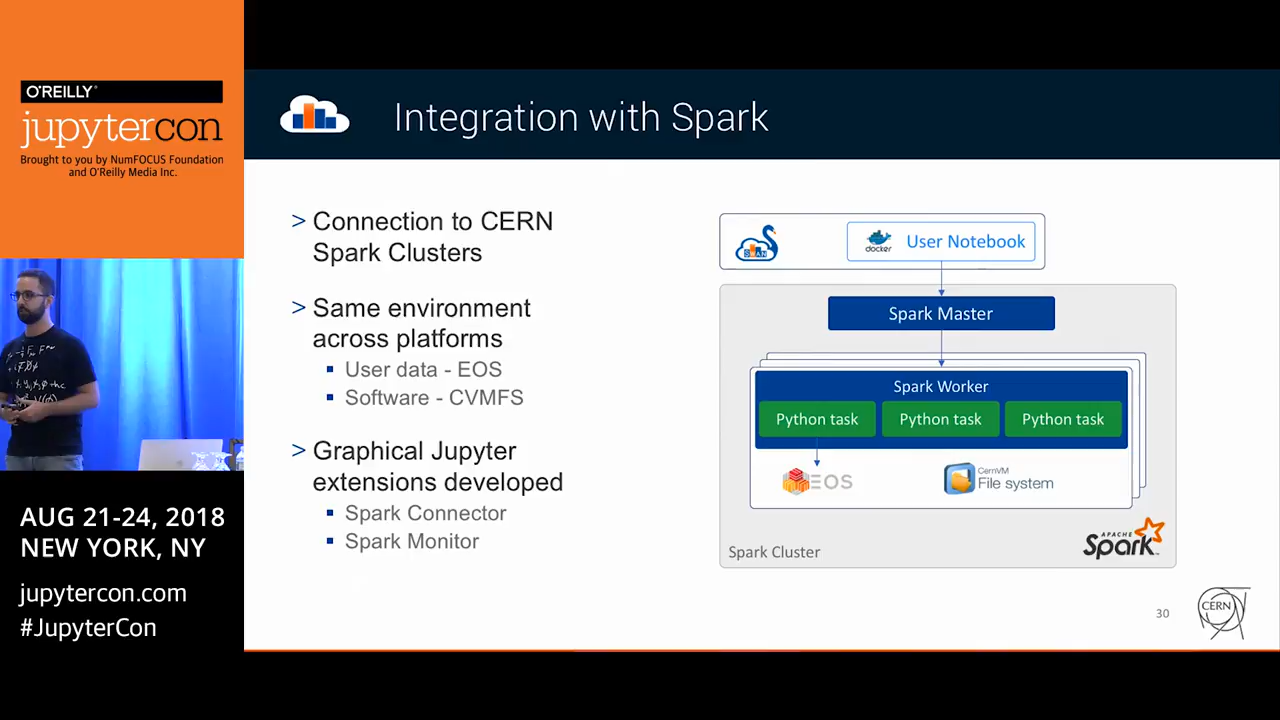 O'REILLY®
jupytercon
Brought to you by NumFOCUS Foundation
and O'Reilly Media Inc.
AUG 21-24, 2018
NEW YORK, NY
jupytercon.com
#JupyterCon
Integration with Spark
> Connection to CERN
Spark Clusters
> Same environment
across platforms
▪ User data - EOS
▪ Software - CVMFS
> Graphical Jupyter
extensions developed
▪ Spark Connector
▪ Spark Monitor
SWAN
docker
User Notebook
Spark Master
Spark Worker
Python task
Python task
Python task
EOS
CernVM
File system
Spark Cluster
APACHE
Spark
30
CERN